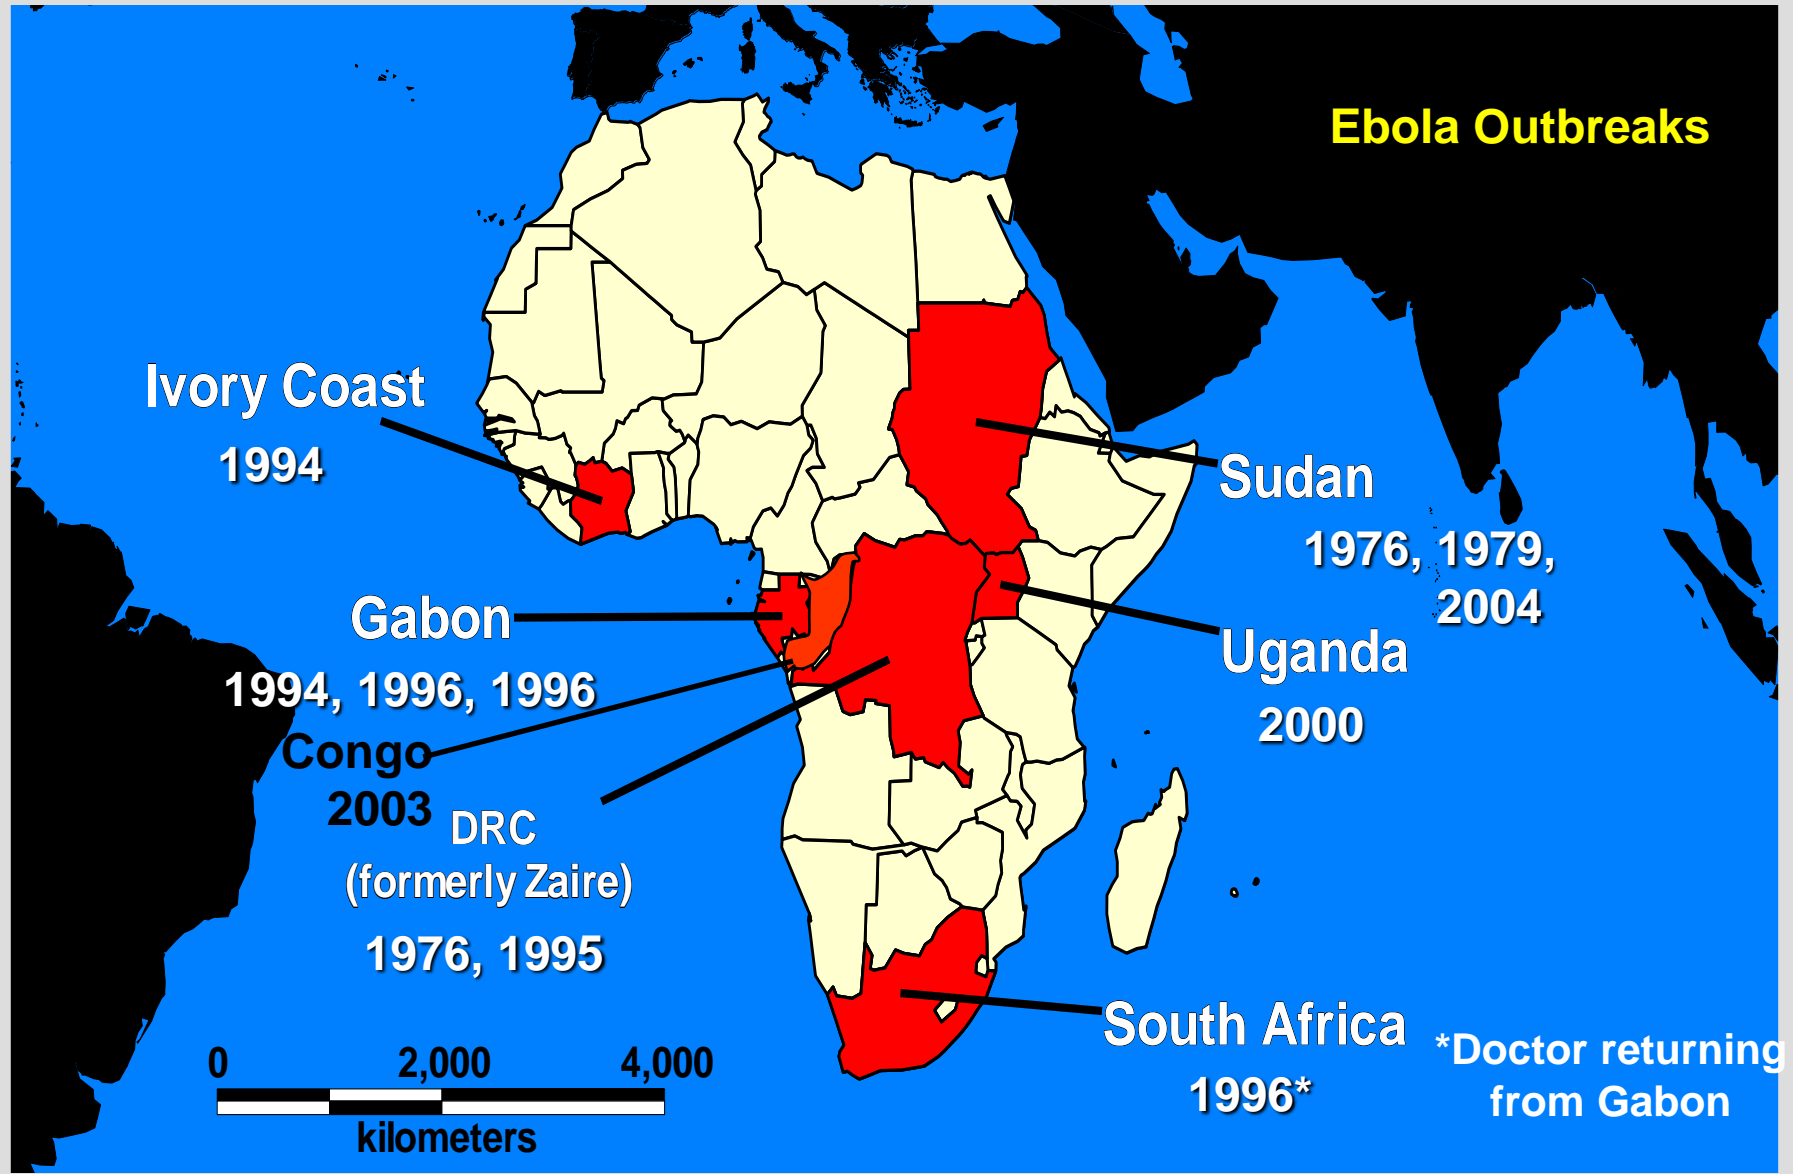 Ebola Outbreaks
Ivory Coast
1994
Sudan
1976, 1979,
2004
Gabon
1994, 1996, 1996
Uganda
2000
Congo
2003
DRC
(formerly Zaire)
1976, 1995
South Africa
1996*
*Doctor returning
from Gabon
0 2,000 4,000
kilometers